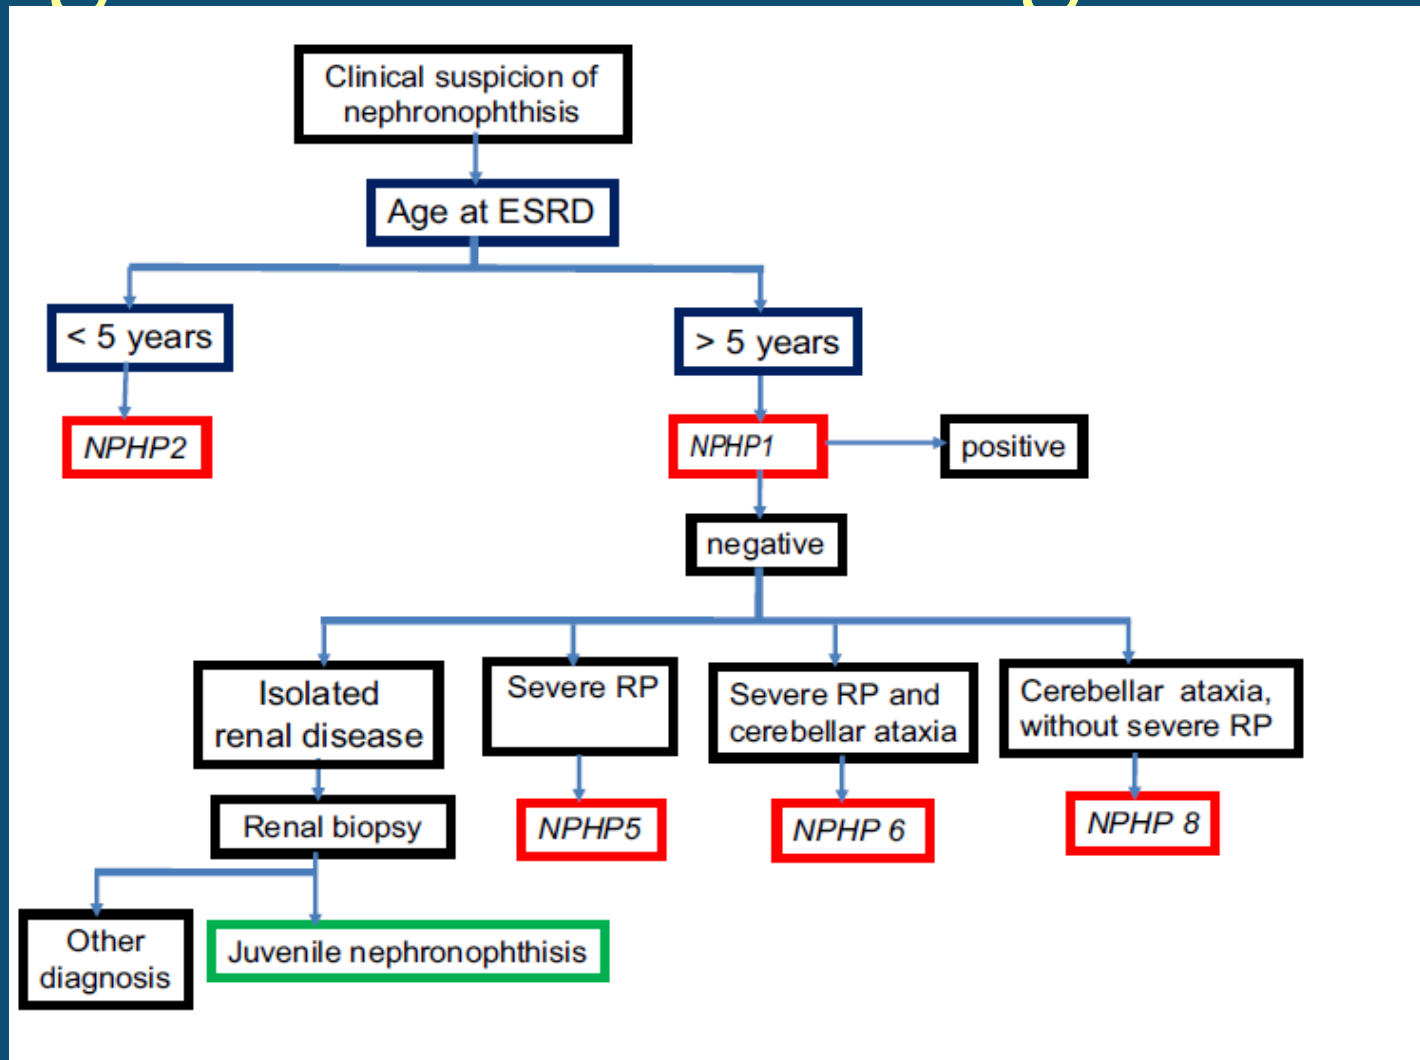 Clinical suspicion of
nephronophthisis
Age at ESRD
< 5 years
> 5 years
NPHP2
NPHP1
positive
negative
Isolated
renal disease
Severe RP
Severe RP and
cerebellar ataxia
Cerebellar ataxia,
without severe RP
Renal biopsy
NPHP5
NPHP 6
NPHP 8
Other
diagnosis
Juvenile nephronophthisis